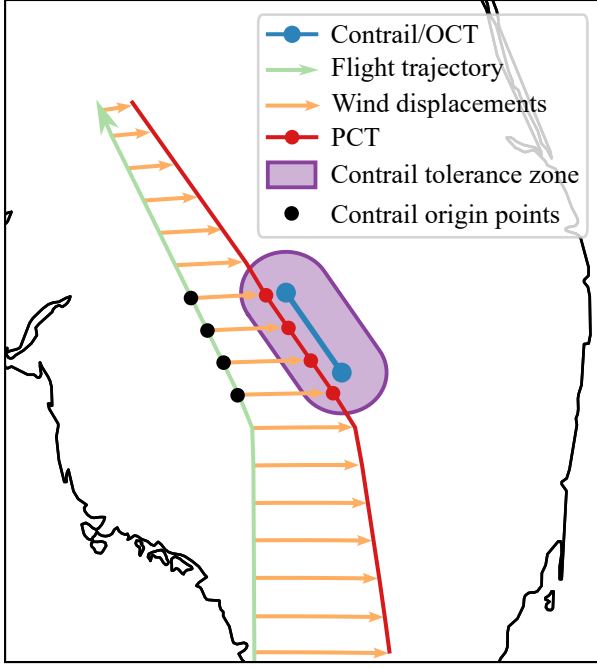 Contrail/OCT
Flight trajectory
Wind displacements
PCT
Contrail tolerance zone
Contrail origin points